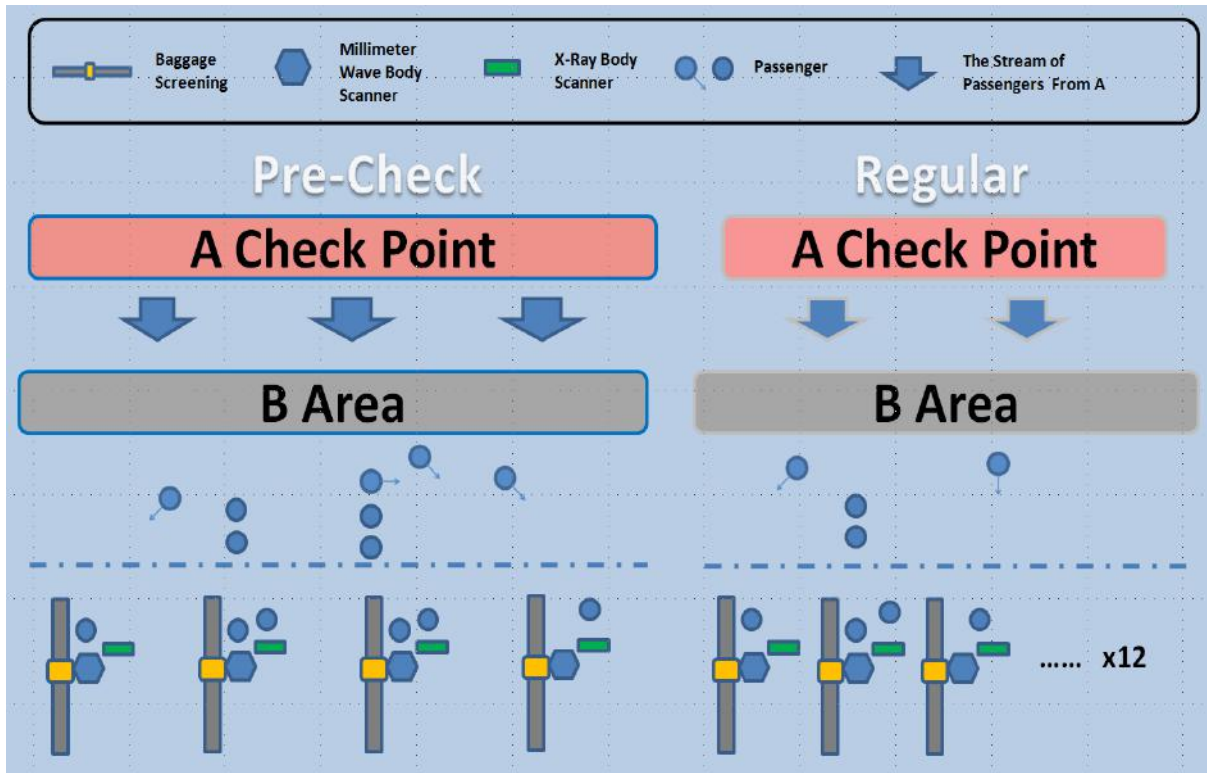 Baggage
Screening
Millimeter
Wave Body
Scanner
X-Ray Body
Scanner
Passenger
The Stream of
Passengers From A
Pre-Check
Regular
A Check Point
A Check Point
B Area
B Area
...... x12